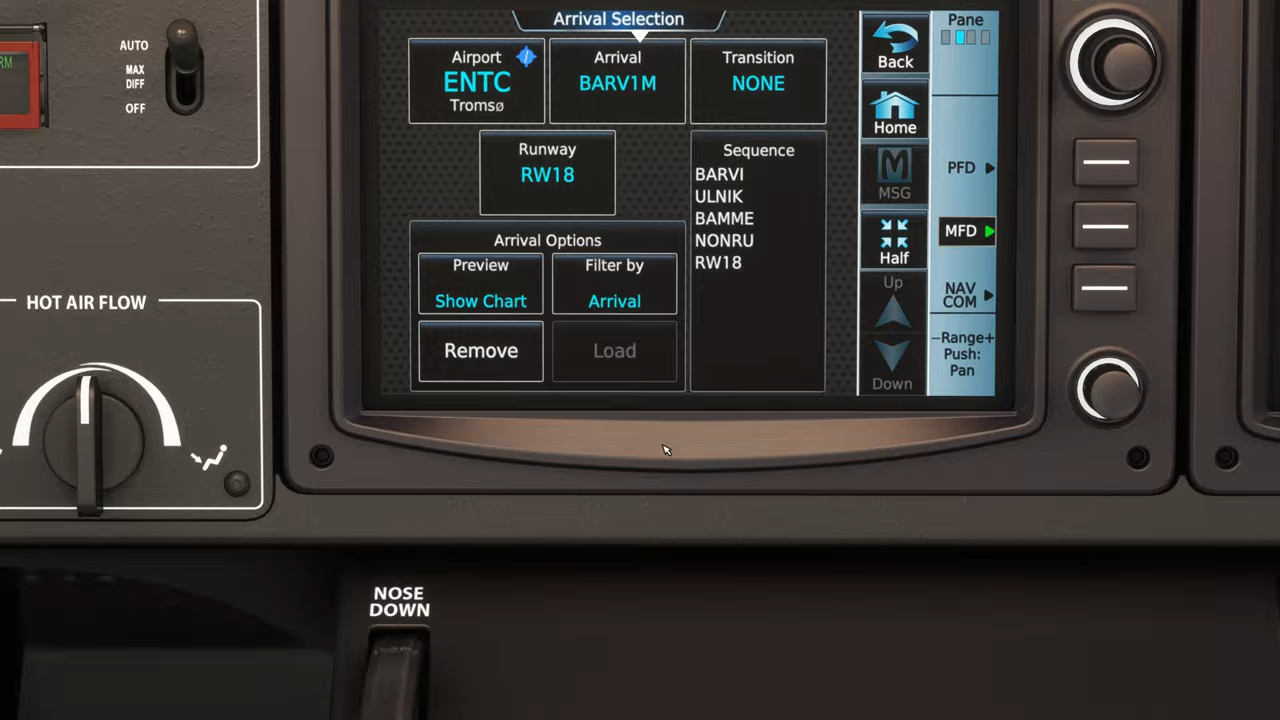 RM
AUTO
MAX
DIFF
OFF
HOT AIR FLOW
Arrival Selection
Airport
ENTC
Tromsø
Arrival
BARV1M
Transition
NONE
Runway
RW18
Sequence
BARVI
ULNIK
BAMME
NONRU
RW18
Arrival Options
Preview
Show Chart
Filter by
Arrival
Remove
Load
Back
Home
MSG
Half
Up
Down
Pane
PFD
MFD
NAV
COM
-Range+
Push:
Pan
NOSE
DOWN